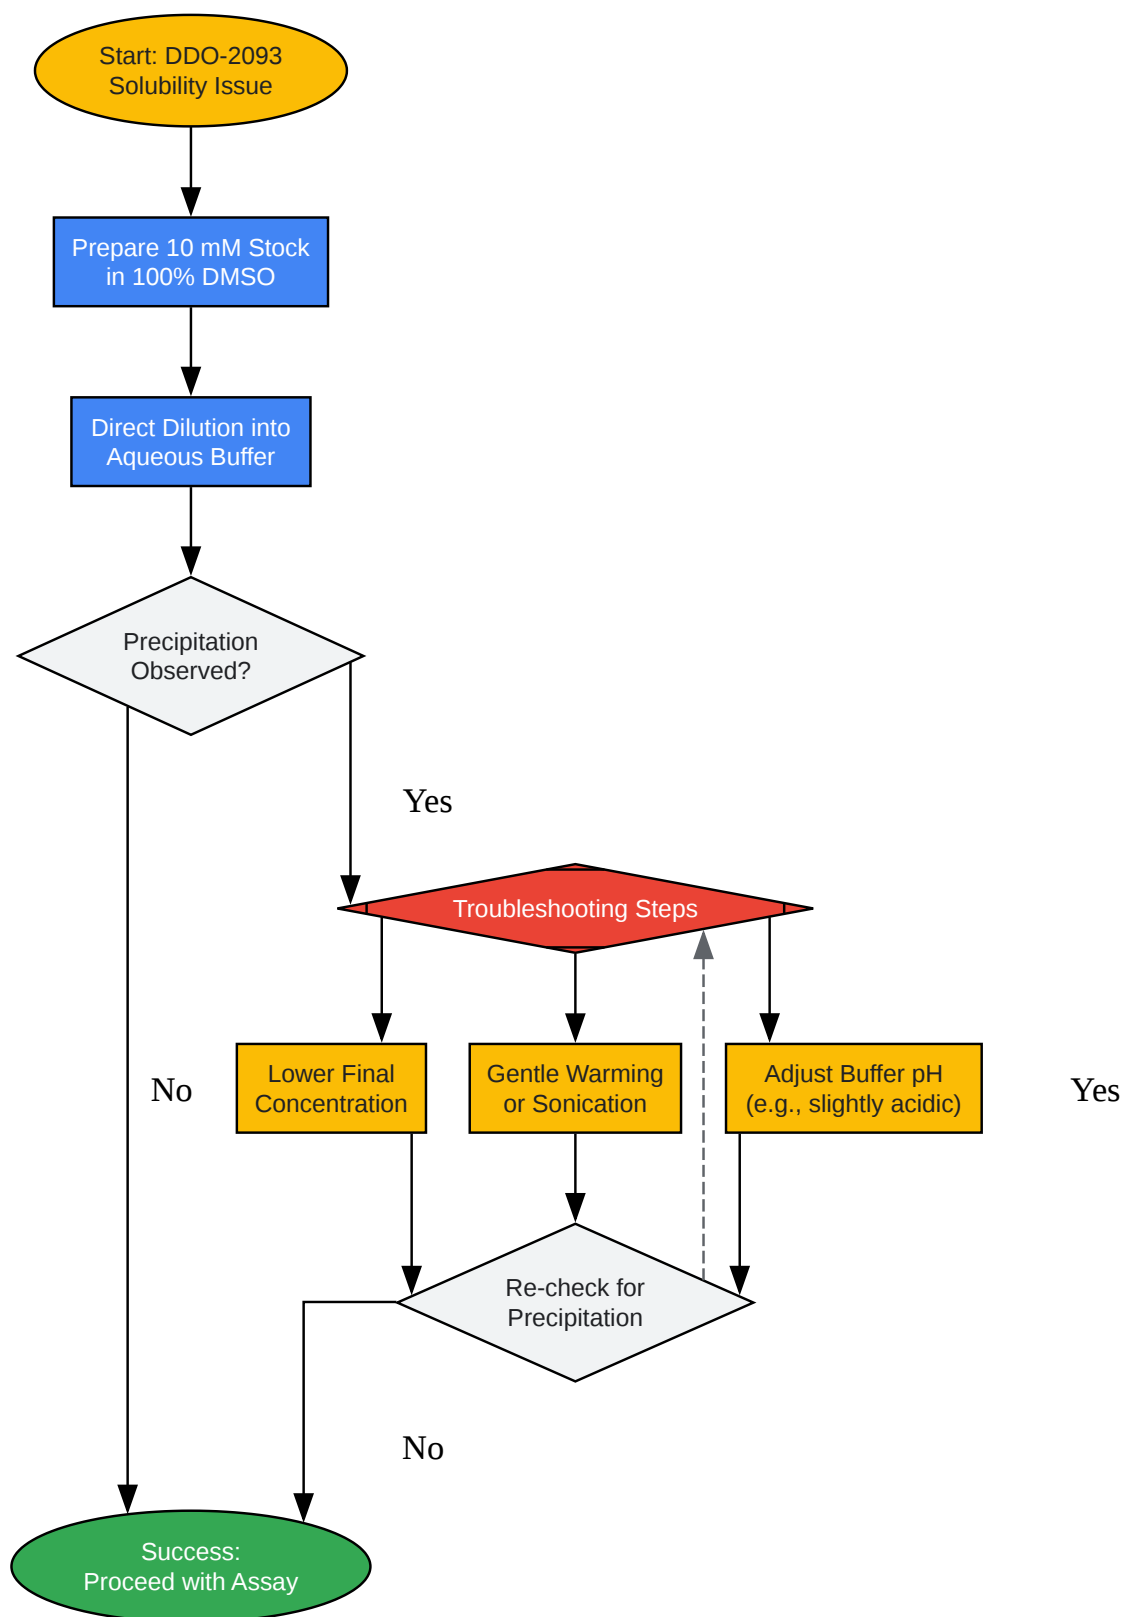 Start: DDO-2093
Solubility Issue
Prepare 10 mM Stock
in 100% DMSO
Direct Dilution into
Aqueous Buffer
Precipitation
Observed?
Yes
Troubleshooting Steps
No
Lower Final
Concentration
Gentle Warming
or Sonication
Adjust Buffer pH
(e.g., slightly acidic)
Yes
Re-check for
Precipitation
No
Success:
Proceed with Assay